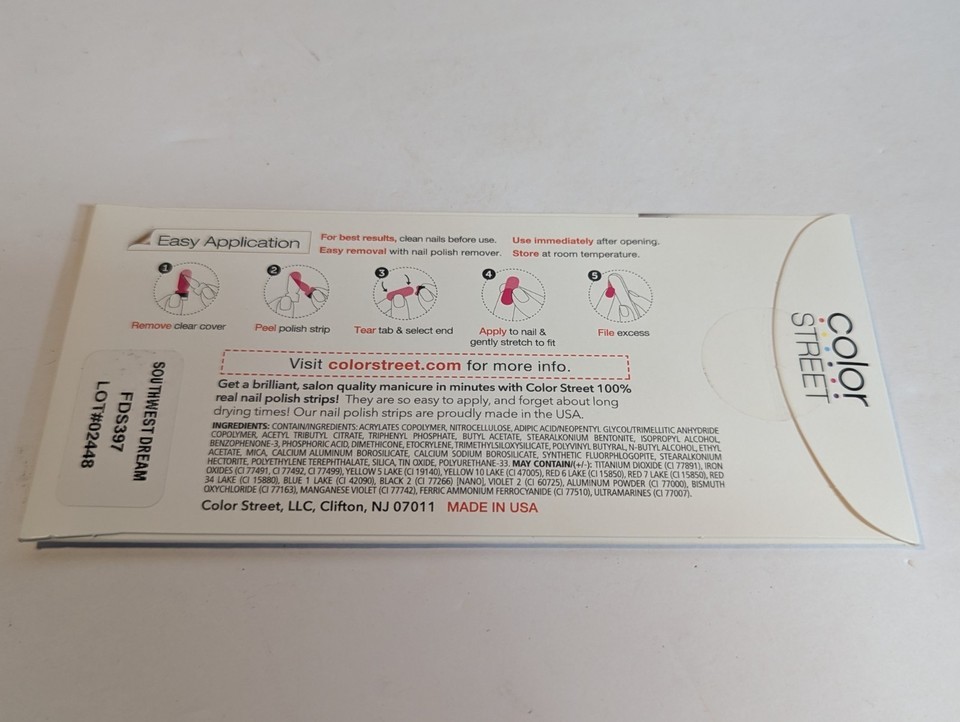 Easy Application
For best results, clean nails before use. Use immediately after opening.
Easy removal with nail polish remover. Store at room temperature.
1 2 3 4 5
Remove clear cover
Peel polish strip
Tear tab & select end
Apply to nail &
gently stretch to fit
File excess
Visit colorstreet.com for more info.
Get a brilliant, salon quality manicure in minutes with Color Street 100%
real nail polish strips! They are so easy to apply, and forget about long
drying times! Our nail polish strips are proudly made in the USA.
INGREDIENTS: CONTAIN/INGREDIENTS: ACRYLATES COPOLYMER, NITROCELLULOSE, ADIPIC ACID/NEOPENTYL GLYCOL/TRIMELLITIC ANHYDRIDE
COPOLYMER, ACETYL TRIBUTYL CITRATE, TRIPHENYL PHOSPHATE, BUTYL ACETATE, STEARALKONIUM BENTONITE, ISOPROPYL ALCOHOL,
BENZOPHENONE-3, PHOSPHORIC ACID, DIMETHICONE, ETOCRYLENE, TRIMETHYLSILOXYSILICATE, POLYVINYL BUTYRAL, N-BUTYL ALCOHOL, ETHYL
ACETATE, MICA, CALCIUM ALUMINUM BOROSILICATE, CALCIUM SODIUM BOROSILICATE, SYNTHETIC FLUORPHLOGOPITE, STEARALKONIUM
HECTORITE, POLYETHYLENE TEREPHTHALATE, SILICA, TIN OXIDE, POLYURETHANE-33. MAY CONTAIN/(+/-): TITANIUM DIOXIDE (CI 77891), IRON
OXIDES (CI 77491, CI 77492, CI 77499), YELLOW 5 LAKE (CI 19140), YELLOW 10 LAKE (CI 47005), RED 6 LAKE (CI 15850), RED 7 LAKE (CI 15850), RED
34 LAKE (CI 15880), BLUE 1 LAKE (CI 42090), BLACK 2 (CI 77266) [NANO], VIOLET 2 (CI 60725), ALUMINUM POWDER (CI 77000), BISMUTH
OXYCHLORIDE (CI 77163), MANGANESE VIOLET (CI 77742), FERRIC AMMONIUM FERROCYANIDE (CI 77510), ULTRAMARINES (CI 77007).
Color Street, LLC, Clifton, NJ 07011 MADE IN USA
SOUTHWEST DREAM
FDS397
LOT#02448
color
STREET